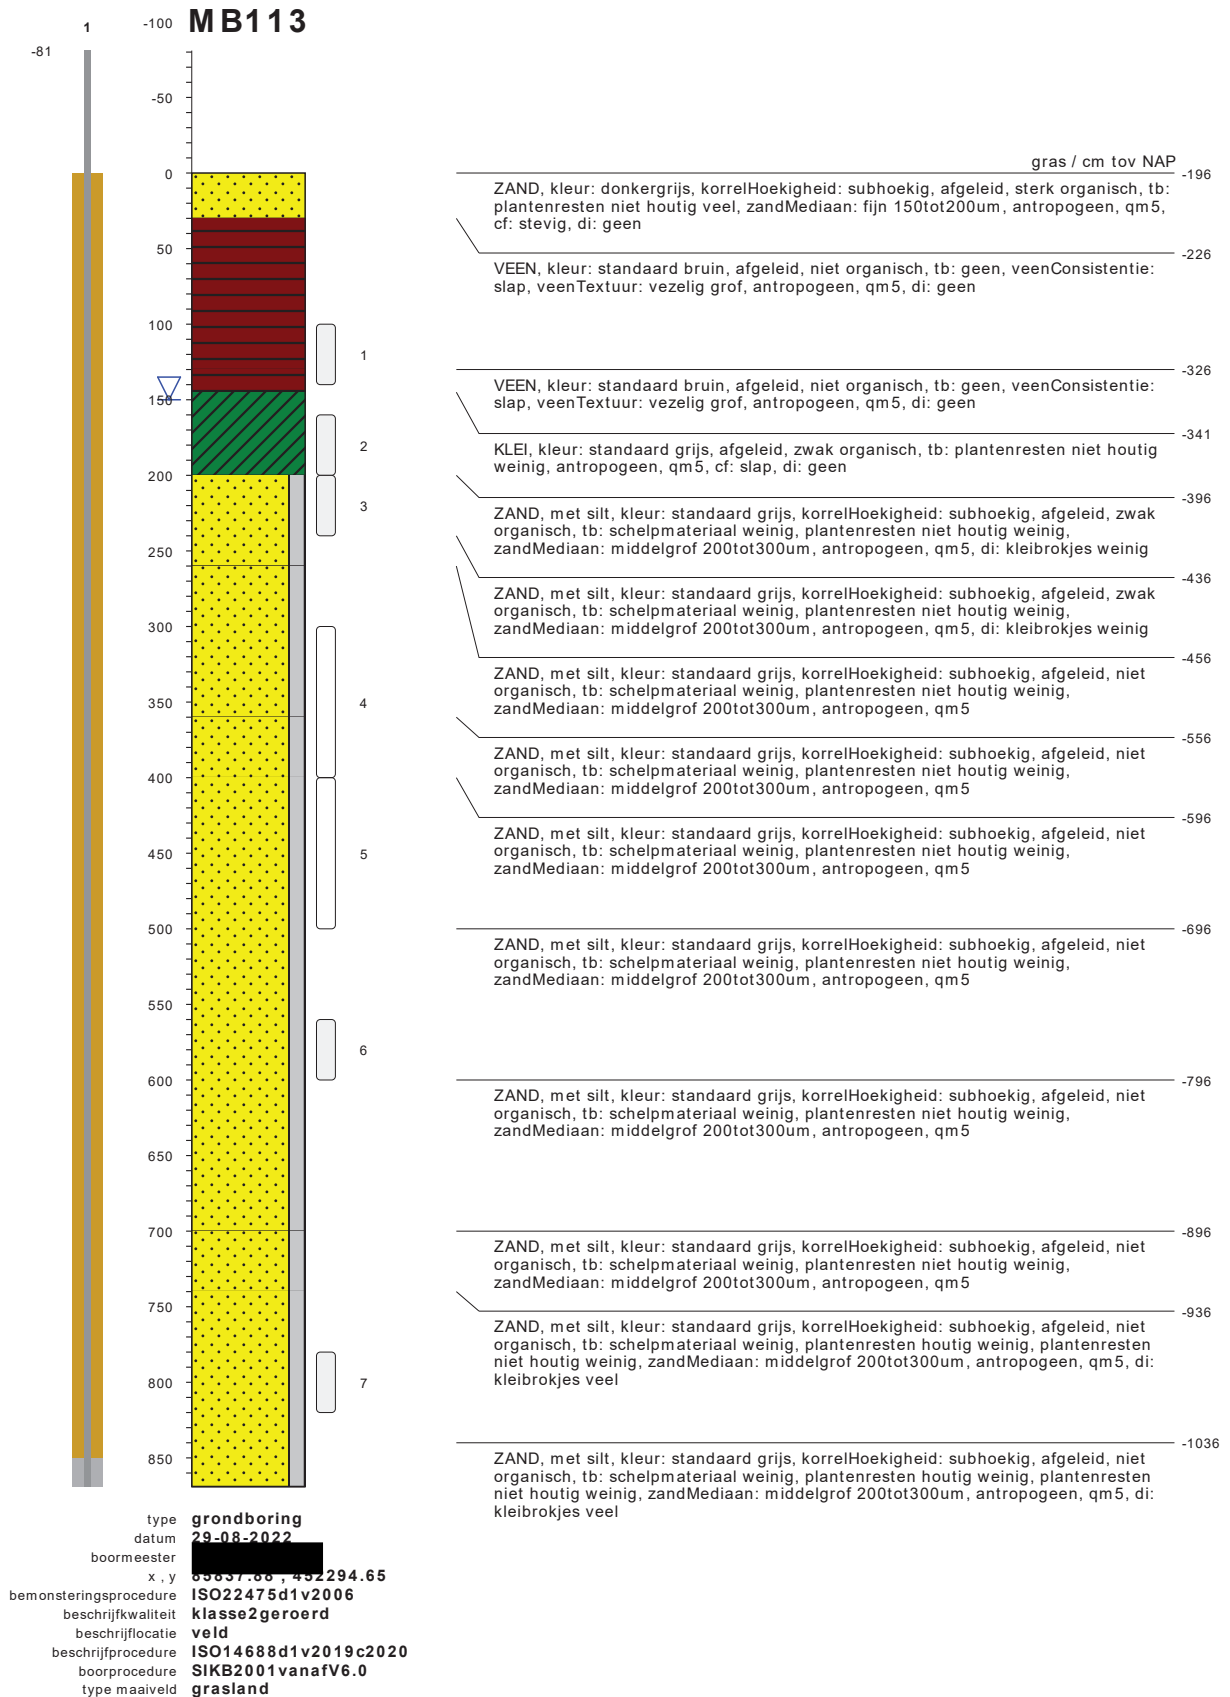 1
-100 MB113
-81
-50
gras / cm tov NAP
0
-196
ZAND, kleur: donkergrijs, korrelHoekigheid: subhoekig, afgeleid, sterk organisch, tb:
plantenresten niet houtig veel, zandMediaan: fijn 150tot200um, antropogeen, qm5,
cf: stevig, di: geen
50
-226
VEEN, kleur: standaard bruin, afgeleid, niet organisch, tb: geen, veenConsistentie:
slap, veenTextuur: vezelig grof, antropogeen, qm5, di: geen
100
1
-326
VEEN, kleur: standaard bruin, afgeleid, niet organisch, tb: geen, veenConsistentie:
slap, veenTextuur: vezelig grof, antropogeen, qm5, di: geen
150
-341
2
KLEI, kleur: standaard grijs, afgeleid, zwak organisch, tb: plantenresten niet houtig
weinig, antropogeen, qm5, cf: slap, di: geen
200
-396
3
ZAND, met silt, kleur: standaard grijs, korrelHoekigheid: subhoekig, afgeleid, zwak
organisch, tb: schelpmateriaal weinig, plantenresten niet houtig weinig,
zandMediaan: middelgrof 200tot300um, antropogeen, qm5, di: kleibrokjes weinig
250
-436
ZAND, met silt, kleur: standaard grijs, korrelHoekigheid: subhoekig, afgeleid, zwak
organisch, tb: schelpmateriaal weinig, plantenresten niet houtig weinig,
zandMediaan: middelgrof 200tot300um, antropogeen, qm5, di: kleibrokjes weinig
300
-456
ZAND, met silt, kleur: standaard grijs, korrelHoekigheid: subhoekig, afgeleid, niet
organisch, tb: schelpmateriaal weinig, plantenresten niet houtig weinig,
zandMediaan: middelgrof 200tot300um, antropogeen, qm5
350
4
-556
ZAND, met silt, kleur: standaard grijs, korrelHoekigheid: subhoekig, afgeleid, niet
organisch, tb: schelpmateriaal weinig, plantenresten niet houtig weinig,
zandMediaan: middelgrof 200tot300um, antropogeen, qm5
400
-596
ZAND, met silt, kleur: standaard grijs, korrelHoekigheid: subhoekig, afgeleid, niet
organisch, tb: schelpmateriaal weinig, plantenresten niet houtig weinig,
zandMediaan: middelgrof 200tot300um, antropogeen, qm5
450
5
500
-696
ZAND, met silt, kleur: standaard grijs, korrelHoekigheid: subhoekig, afgeleid, niet
organisch, tb: schelpmateriaal weinig, plantenresten niet houtig weinig,
zandMediaan: middelgrof 200tot300um, antropogeen, qm5
550
6
600
-796
ZAND, met silt, kleur: standaard grijs, korrelHoekigheid: subhoekig, afgeleid, niet
organisch, tb: schelpmateriaal weinig, plantenresten niet houtig weinig,
zandMediaan: middelgrof 200tot300um, antropogeen, qm5
650
700
-896
ZAND, met silt, kleur: standaard grijs, korrelHoekigheid: subhoekig, afgeleid, niet
organisch, tb: schelpmateriaal weinig, plantenresten niet houtig weinig,
zandMediaan: middelgrof 200tot300um, antropogeen, qm5
750
-936
ZAND, met silt, kleur: standaard grijs, korrelHoekigheid: subhoekig, afgeleid, niet
organisch, tb: schelpmateriaal weinig, plantenresten houtig weinig, plantenresten
niet houtig weinig, zandMediaan: middelgrof 200tot300um, antropogeen, qm5, di:
kleibrokjes veel
800
7
850
-1036
ZAND, met silt, kleur: standaard grijs, korrelHoekigheid: subhoekig, afgeleid, niet
organisch, tb: schelpmateriaal weinig, plantenresten houtig weinig, plantenresten
niet houtig weinig, zandMediaan: middelgrof 200tot300um, antropogeen, qm5, di:
kleibrokjes veel
type grondboring
datum 29-08-2022
boormeester
x , y 85837.88 , 452294.65
bemonsteringsprocedure ISO22475d1v2006
beschrijfkwaliteit klasse2geroerd
beschrijflocatie veld
beschrijfprocedure ISO14688d1v2019c2020
boorprocedure SIKB2001vanafV6.0
type maaiveld grasland